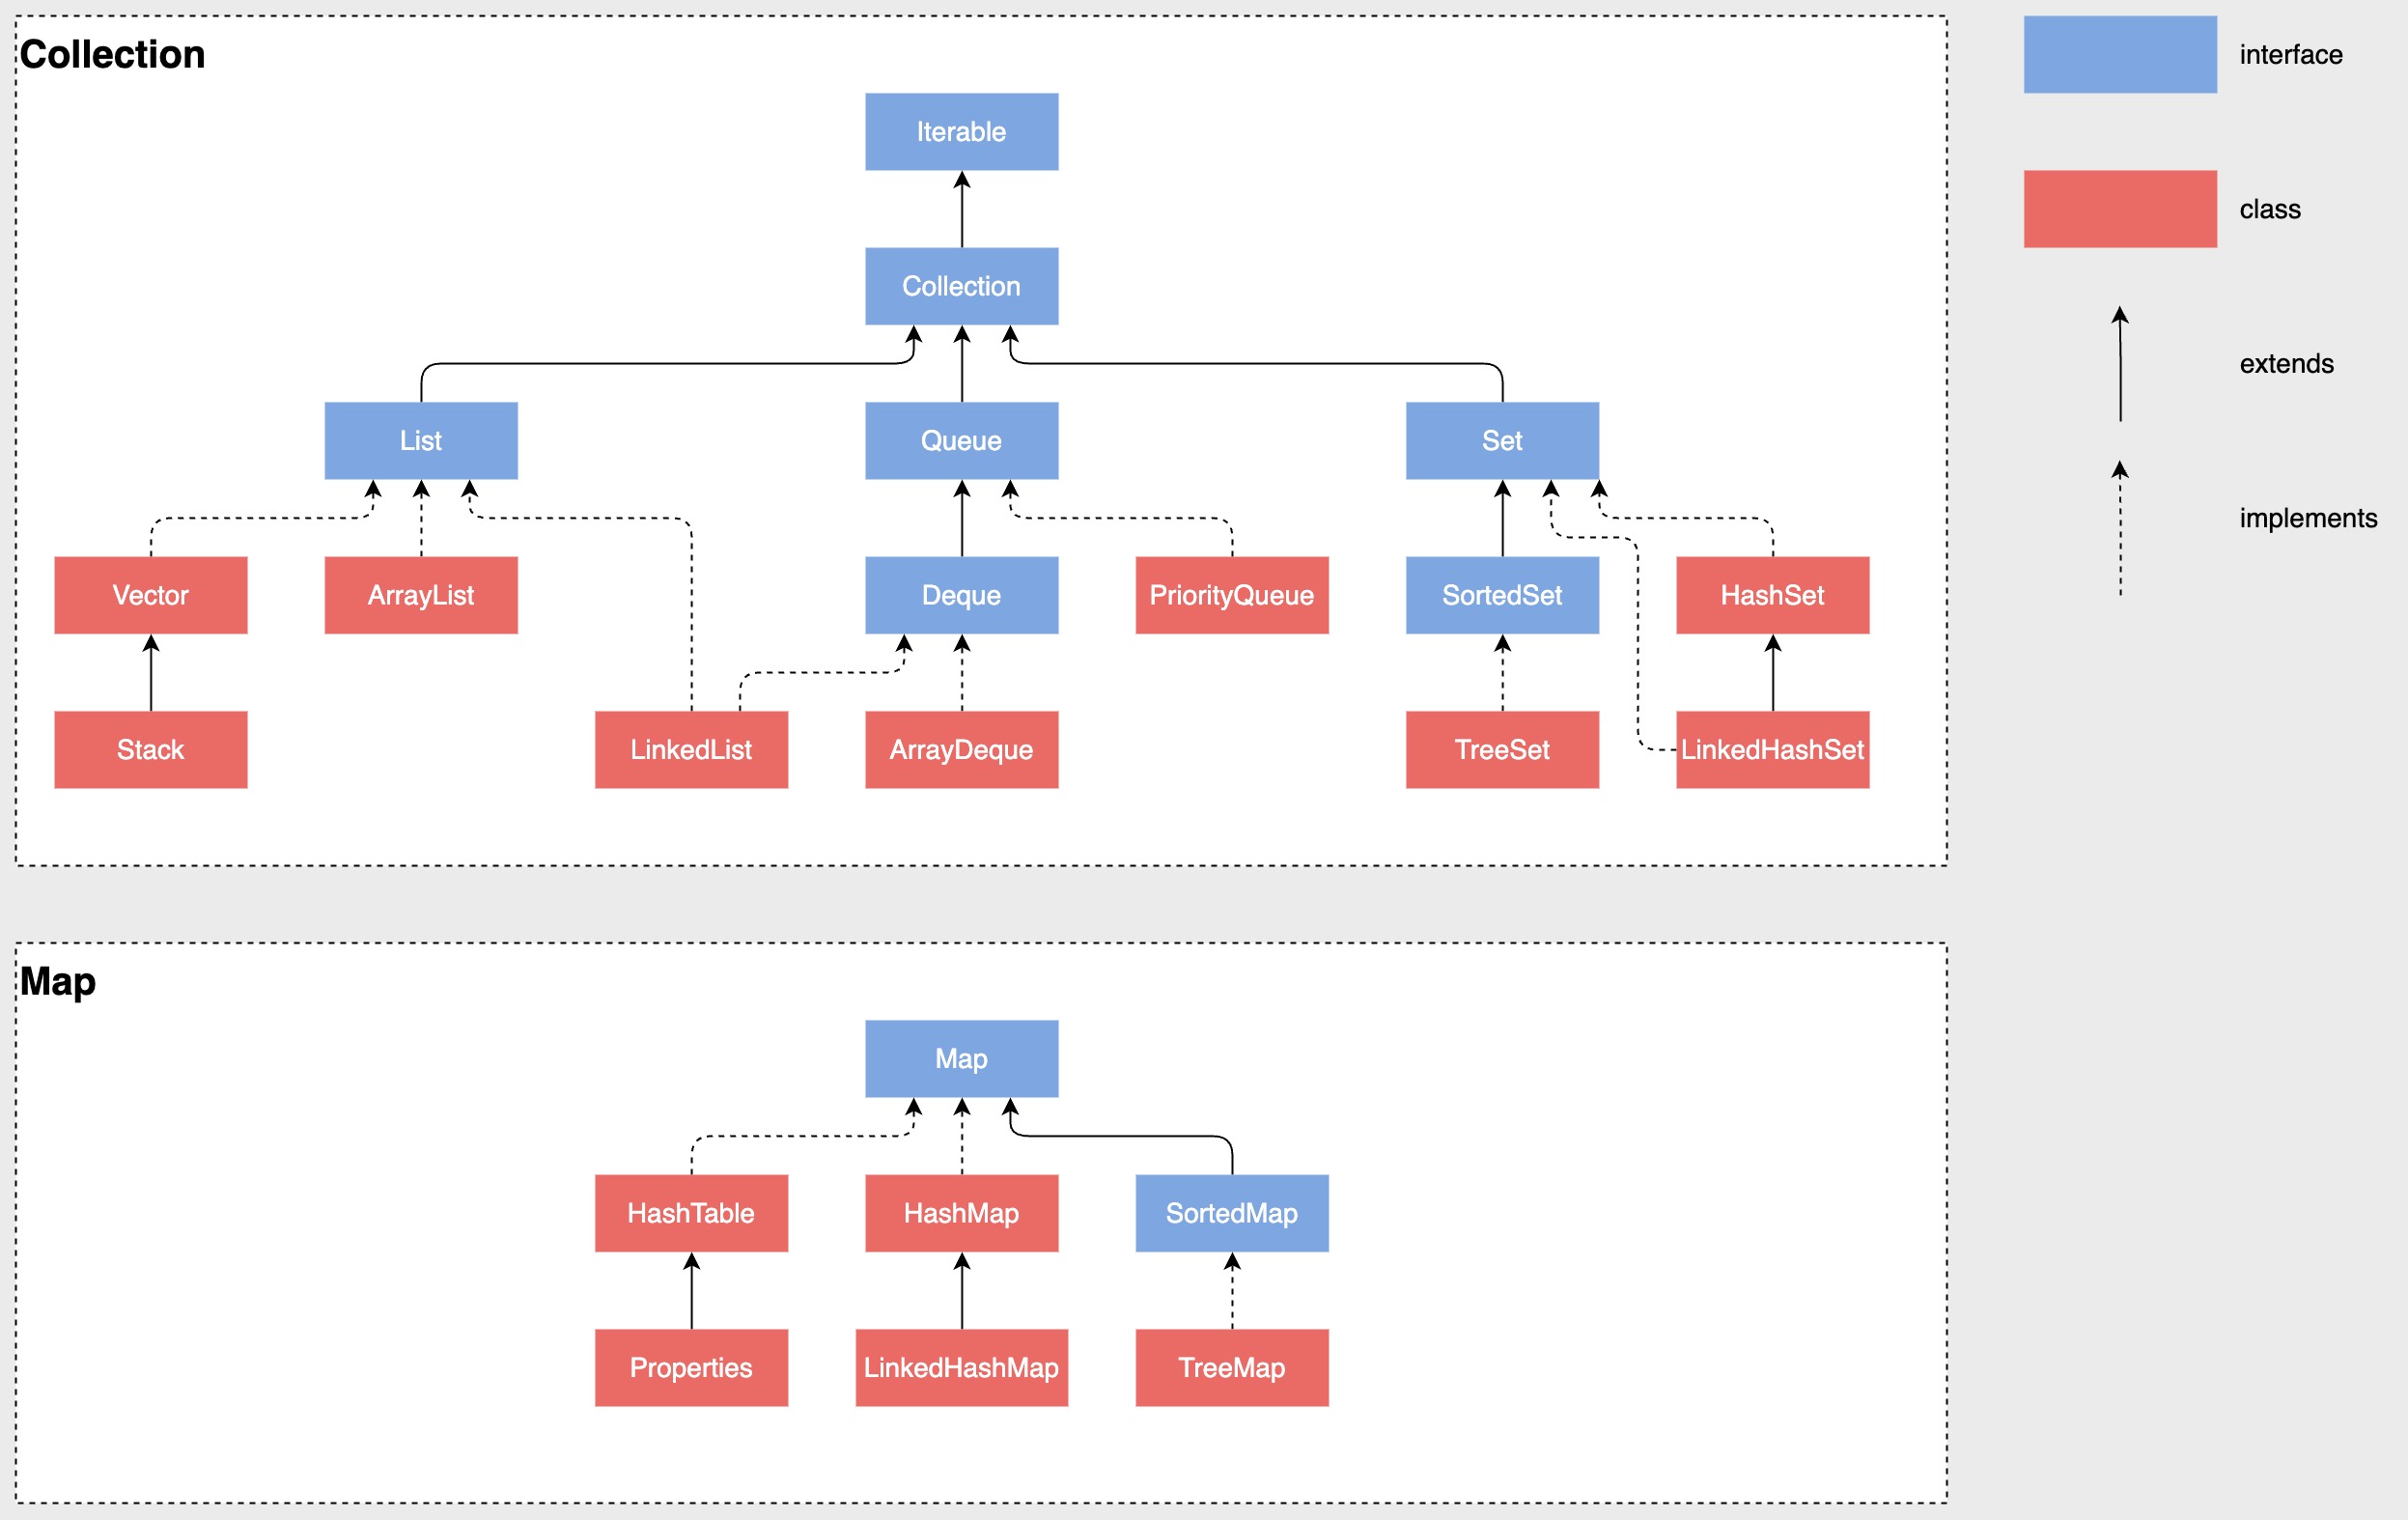 Collection
interface
Iterable
class
Collection
extends
List
Queue
Set
implements
Vector
ArrayList
Deque
PriorityQueue
SortedSet
HashSet
Stack
LinkedList
ArrayDeque
TreeSet
LinkedHashSet
Map
Map
HashTable
HashMap
SortedMap
Properties
LinkedHashMap
TreeMap